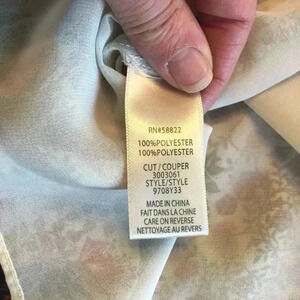 RN#58822
100%POLYESTER
100%POLYESTER
CUT / COUPER
3003061
STYLE/STYLE
9708Y33
MADE IN CHINA
FAIT DANS LA CHINE
CARE ON REVERSE
NETTOYAGE AU REVERS